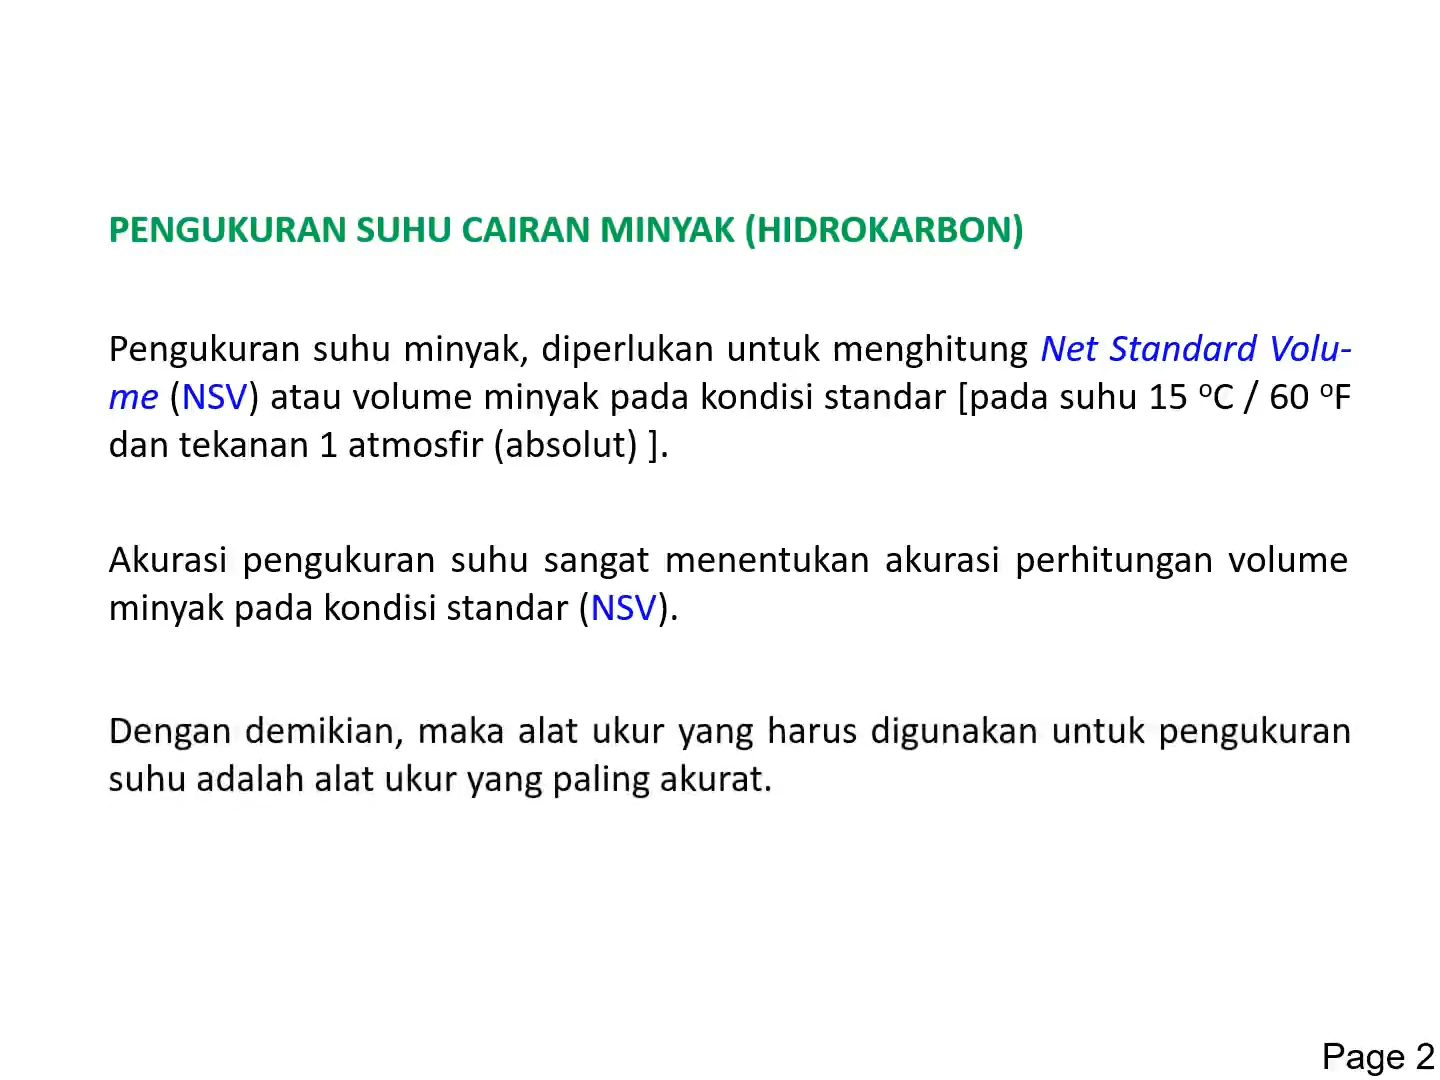 PENGUKURAN SUHU CAIRAN MINYAK (HIDROKARBON)
Pengukuran suhu minyak, diperlukan untuk menghitung Net Standard Volu-
me (NSV) atau volume minyak pada kondisi standar [pada suhu 15 ᵒC / 60 ᵒF
dan tekanan 1 atmosfir (absolut) ].
Akurasi pengukuran suhu sangat menentukan akurasi perhitungan volume
minyak pada kondisi standar (NSV).
Dengan demikian, maka alat ukur yang harus digunakan untuk pengukuran
suhu adalah alat ukur yang paling akurat.
Page 2